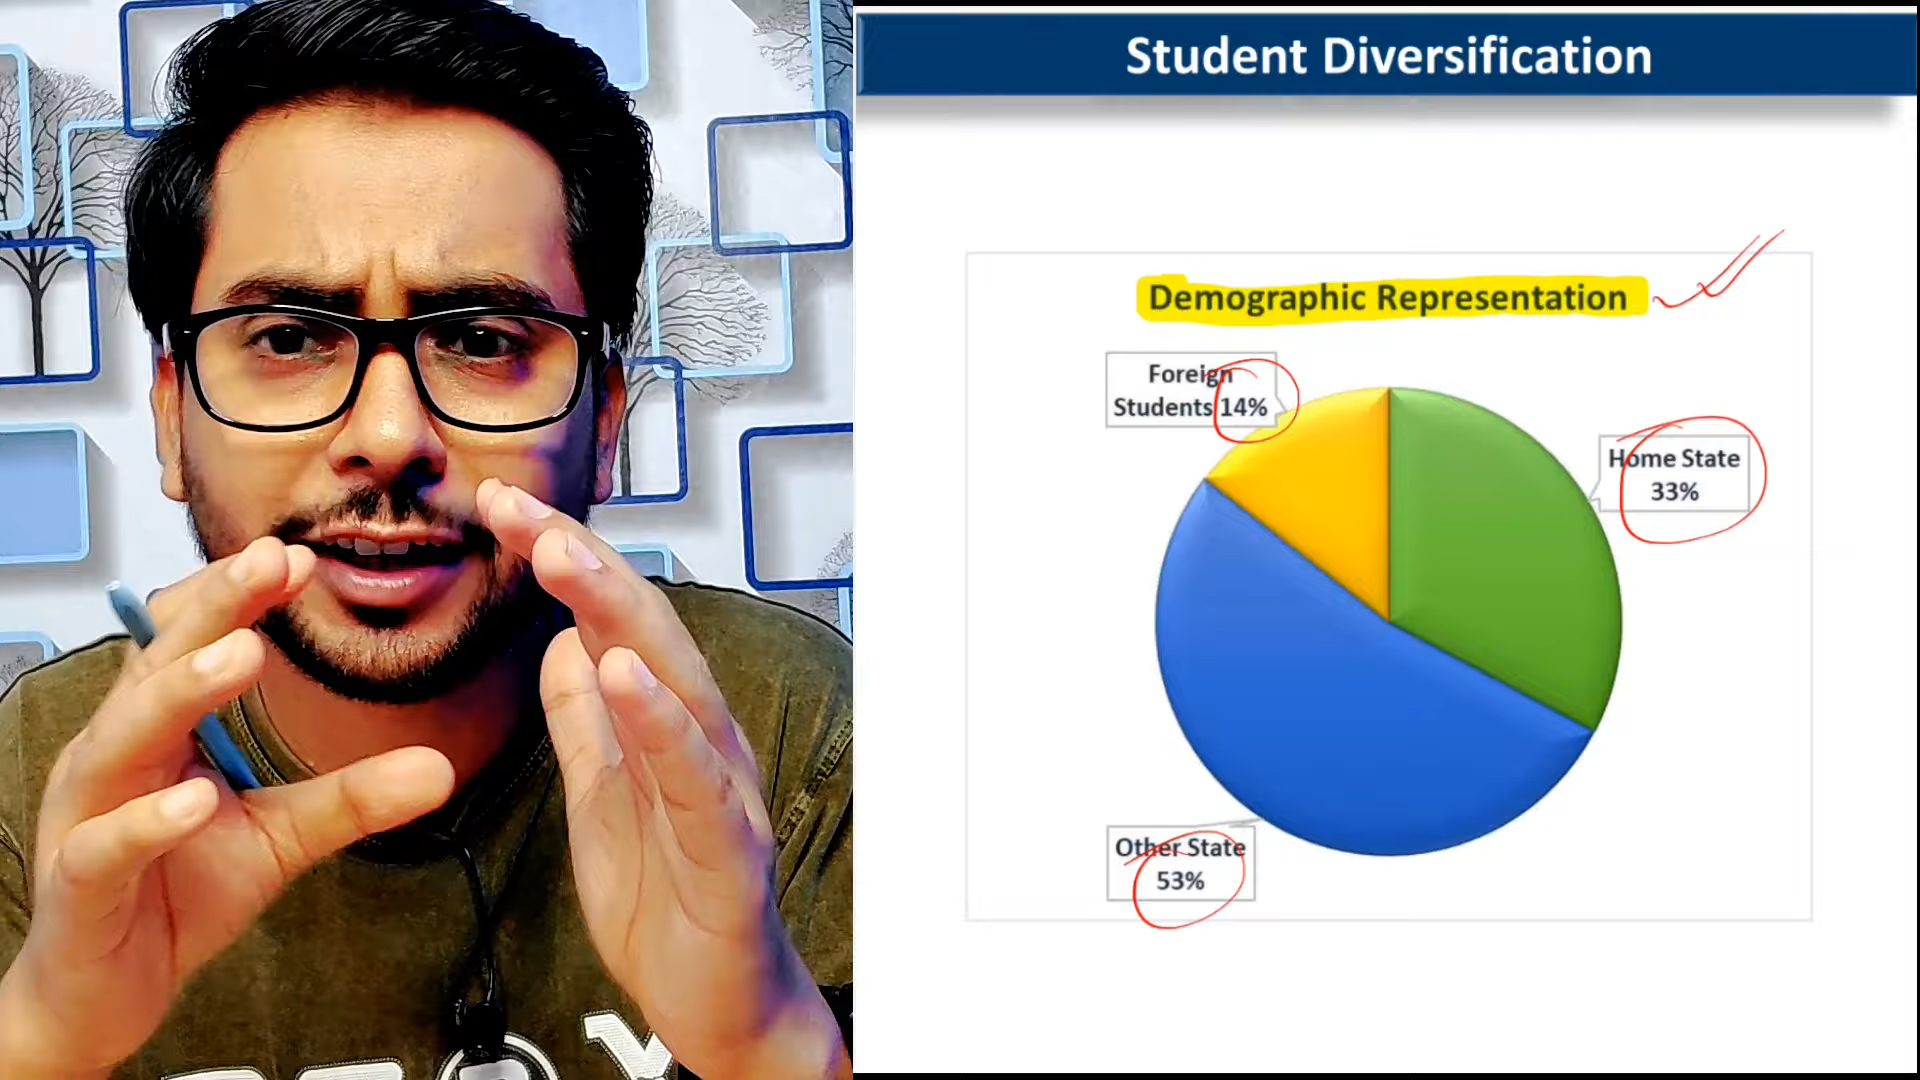 Student Diversification
Demographic Representation
Foreign
Students 14%
Home State
33%
Other State
53%